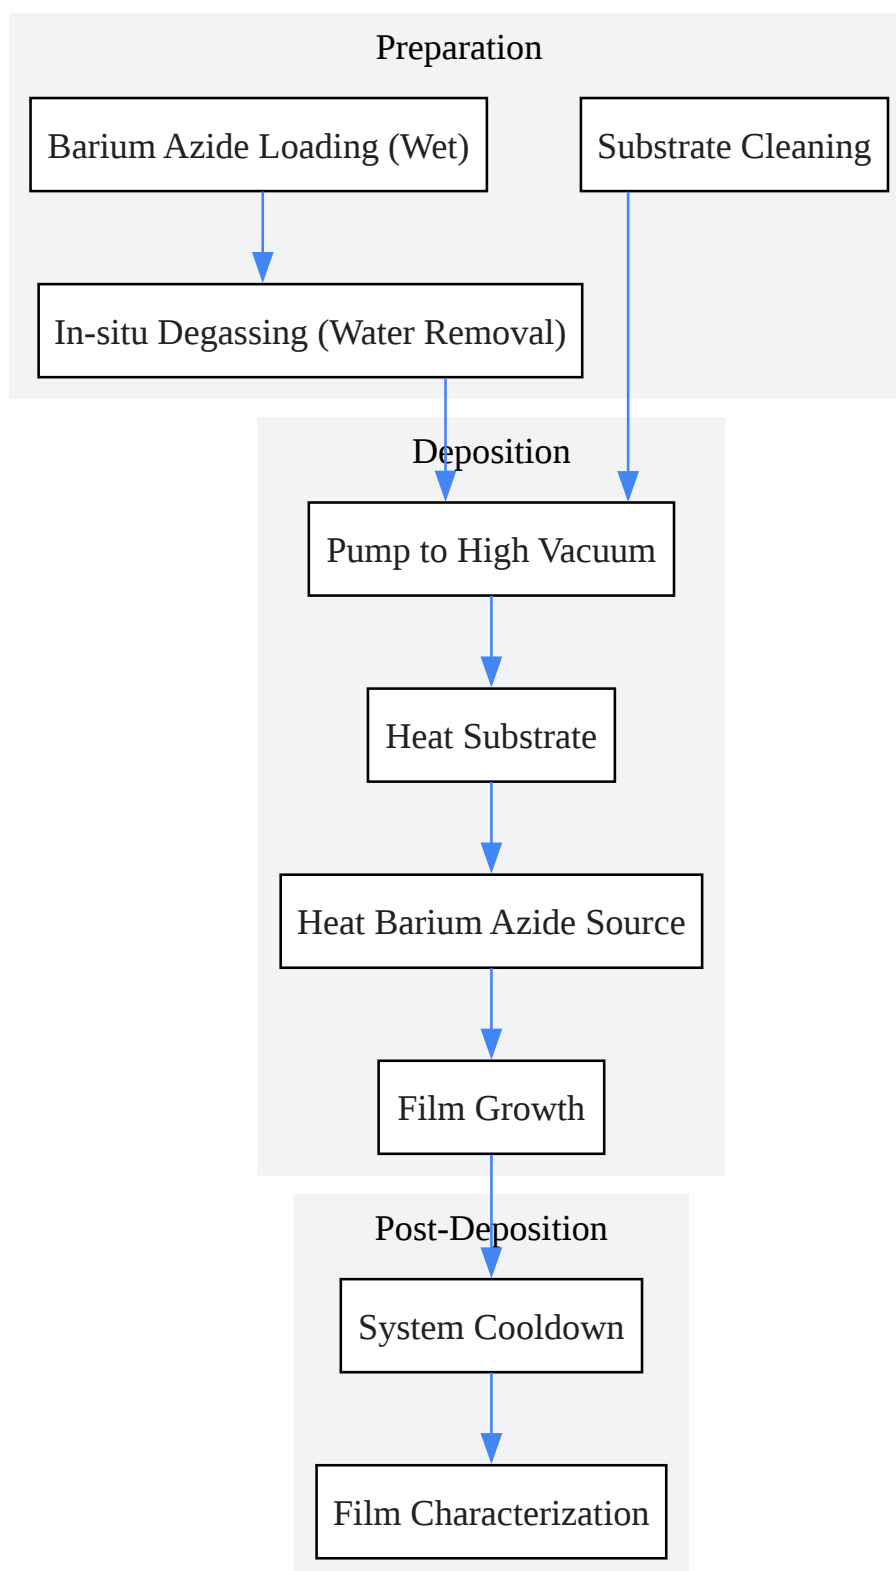 Preparation
Barium Azide Loading (Wet)
Substrate Cleaning
In-situ Degassing (Water Removal)
Deposition
Pump to High Vacuum
Heat Substrate
Heat Barium Azide Source
Film Growth
Post-Deposition
System Cooldown
Film Characterization